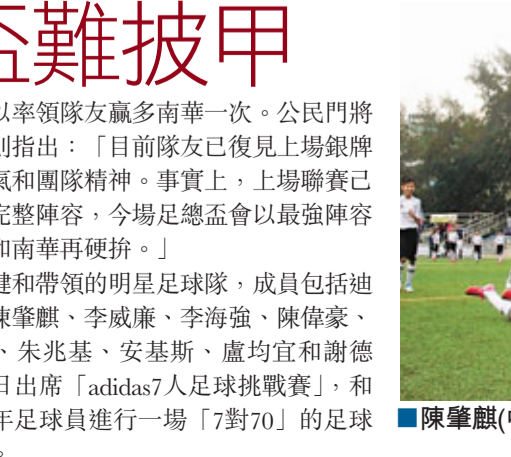 盃難披甲
以率領隊友贏多南華一次。公民門將
則指出：「目前隊友已復見上場銀牌
氣和團隊精神。事實上，上場聯賽己
完整陣容，今場足總盃會以最強陣容
和南華再硬拚。」
健和帶領的明星足球隊，成員包括迪
陳肇麒、李威廉、李海強、陳偉豪、
、朱兆基、安基斯、盧均宜和謝德
日出席「adidas7人足球挑戰賽」，和
年足球員進行一場「7對70」的足球
。
■陳肇麒(